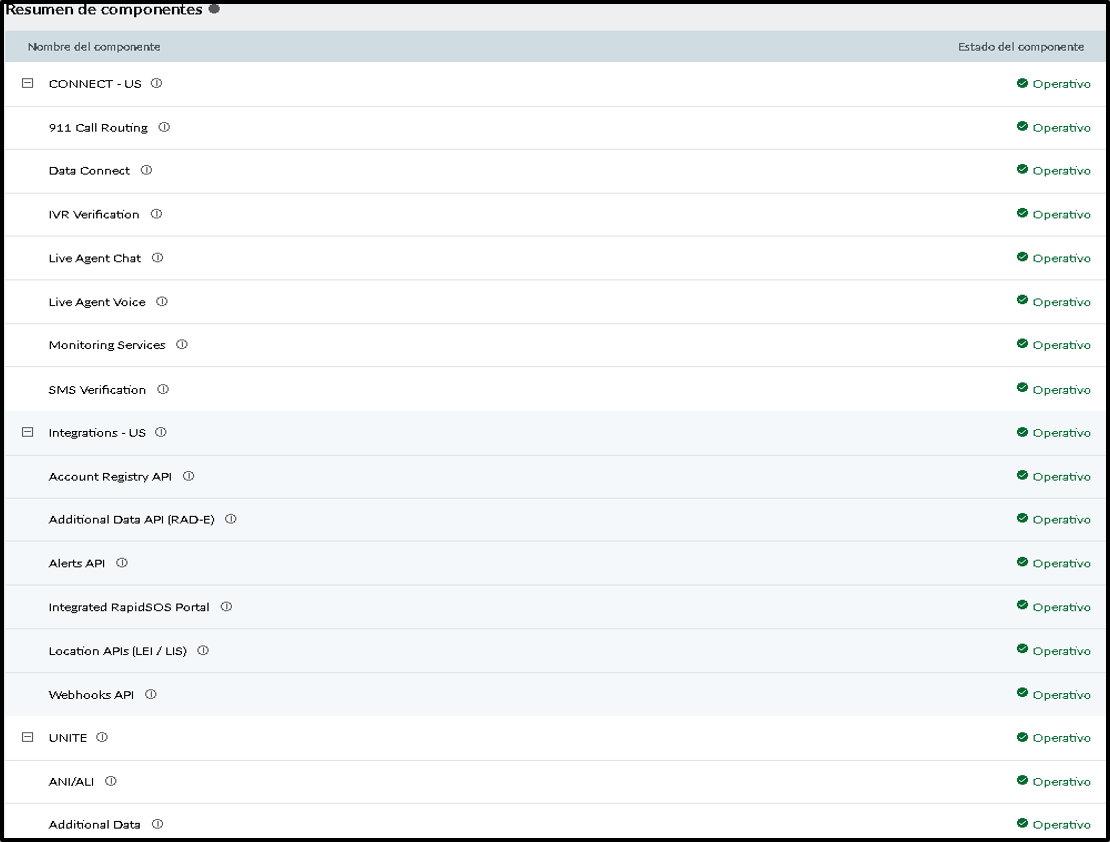 Resumen de componentes
Nombre del componente Estado del componente
CONNECT - US Operativo
911 Call Routing Operativo
Data Connect Operativo
IVR Verification Operativo
Live Agent Chat Operativo
Live Agent Voice Operativo
Monitoring Services Operativo
SMS Verification Operativo
Integrations - US Operativo
Account Registry API Operativo
Additional Data API (RAD-E) Operativo
Alerts API Operativo
Integrated RapidSOS Portal Operativo
Location APIs (LEI / LIS) Operativo
Webhooks API Operativo
UNITE Operativo
ANI/ALI Operativo
Additional Data Operativo